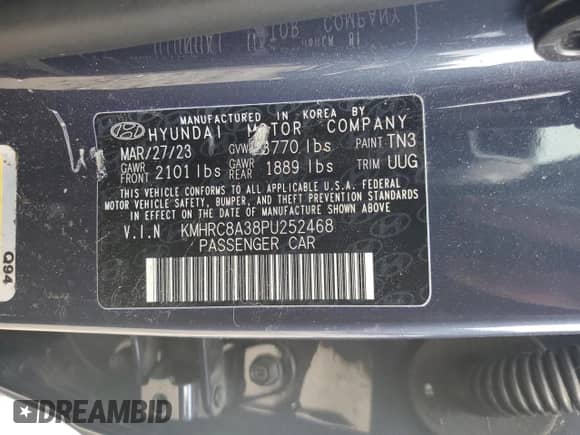 MANUFACTURED IN KOREA BY
HYUNDAI MOTOR COMPANY
MAR/27/23 3770 lbs PAINT TN3
GAWR FRONT 2101 lbs GAWR REAR 1889 lbs TRIM UUG
THIS VEHICLE CONFORMS TO ALL APPLICABLE U.S.A. FEDERAL
MOTOR VEHICLE SAFETY, BUMPER, AND THEFT PREVENTION STANDARDS
IN EFFECT ON THE DATE OF MANUFACTURE SHOWN ABOVE.
V.I.N KMHRC8A38PU252468
PASSENGER CAR
Q94
DREAMBID